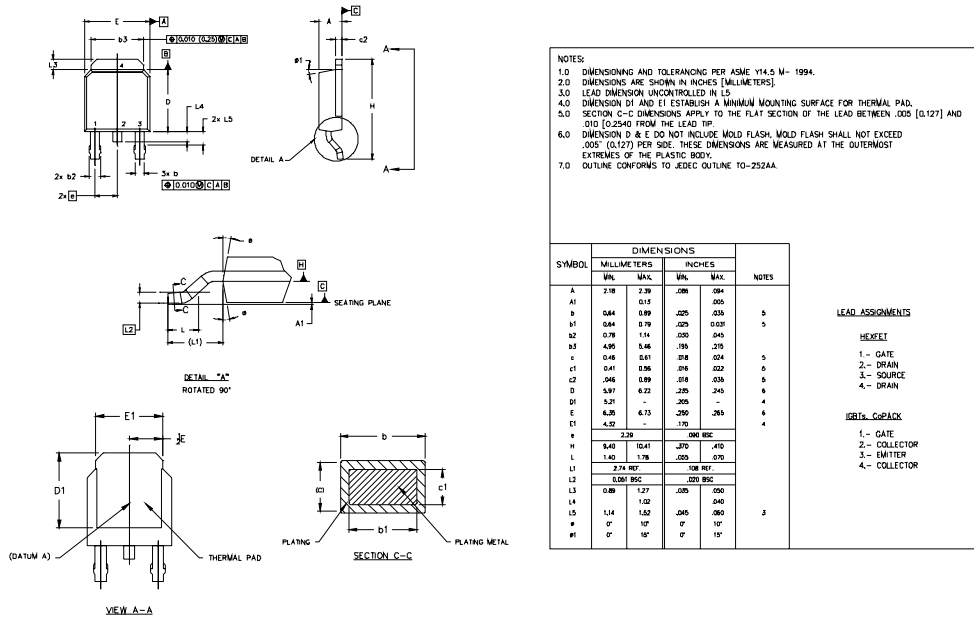 E
A
b3
⌖ 0.010 (0.25) Ⓜ C A B
B
L3
4
D
L4
1 2 3
2x L5
2x b2
3x b
⌖ 0.010 Ⓜ C A B
2x e
C
A
c2
ø1
H
DETAIL A
A
A
ø
H
C
C
C
SEATING PLANE
L2
L
(L1)
ø
A1
DETAIL "A"
ROTATED 90°
E1
D1
(DATUM A)
THERMAL PAD
VIEW A-A
b
c1
b1
PLATING
PLATING METAL
SECTION C-C
NOTES:
1.0 DIMENSIONING AND TOLERANCING PER ASME Y14.5 M- 1994.
2.0 DIMENSIONS ARE SHOWN IN INCHES [MILLIMETERS].
3.0 LEAD DIMENSION UNCONTROLLED IN L5
4.0 DIMENSION D1 AND E1 ESTABLISH A MINIMUM MOUNTING SURFACE FOR THERMAL PAD.
5.0 SECTION C-C DIMENSIONS APPLY TO THE FLAT SECTION OF THE LEAD BETWEEN .005 [0.127] AND
.010 [0.2540 FROM THE LEAD TIP.
6.0 DIMENSION D & E DO NOT INCLUDE MOLD FLASH. MOLD FLASH SHALL NOT EXCEED
.005" (0.127) PER SIDE. THESE DIMENSIONS ARE MEASURED AT THE OUTERMOST
EXTREMES OF THE PLASTIC BODY.
7.0 OUTLINE CONFORMS TO JEDEC OUTLINE TO-252AA.
DIMENSIONS
SYMBOL MILLIMETERS INCHES
MIN. MAX. MIN. MAX. NOTES
A 2.18 2.39 .086 .094
A1 0.13 .005
b 0.64 0.89 .025 .035 5
b1 0.64 0.79 .025 0.031 5
b2 0.76 1.14 .030 .045
b3 4.95 5.46 .195 .215
c 0.46 0.61 .018 .024 5
c1 0.41 0.56 .016 .022 5
c2 .046 0.89 .018 .035 5
D 5.97 6.22 .235 .245 6
D1 5.21 - .205 - 4
E 6.35 6.73 .250 .265 6
E1 4.32 - .170 4
e 2.29 .090 BSC
H 9.40 10.41 .370 .410
L 1.40 1.78 .055 .070
L1 2.74 REF. .108 REF.
L2 0.051 BSC .020 BSC
L3 0.89 1.27 .035 .050
L4 1.02 .040
L5 1.14 1.52 .045 .060 3
ø 0° 10° 0° 10°
ø1 0° 15° 0° 15°
LEAD ASSIGNMENTS
HEXFET
1.- GATE
2.- DRAIN
3.- SOURCE
4.- DRAIN
IGBTs, CoPACK
1.- GATE
2.- COLLECTOR
3.- EMITTER
4.- COLLECTOR